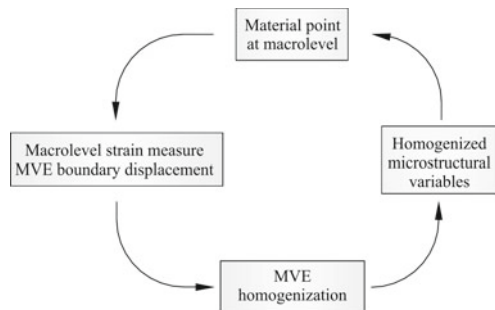 Material point
at macrolevel
Macrolevel strain measure
MVE boundary displacement
Homogenized
microstructural
variables
MVE
homogenization